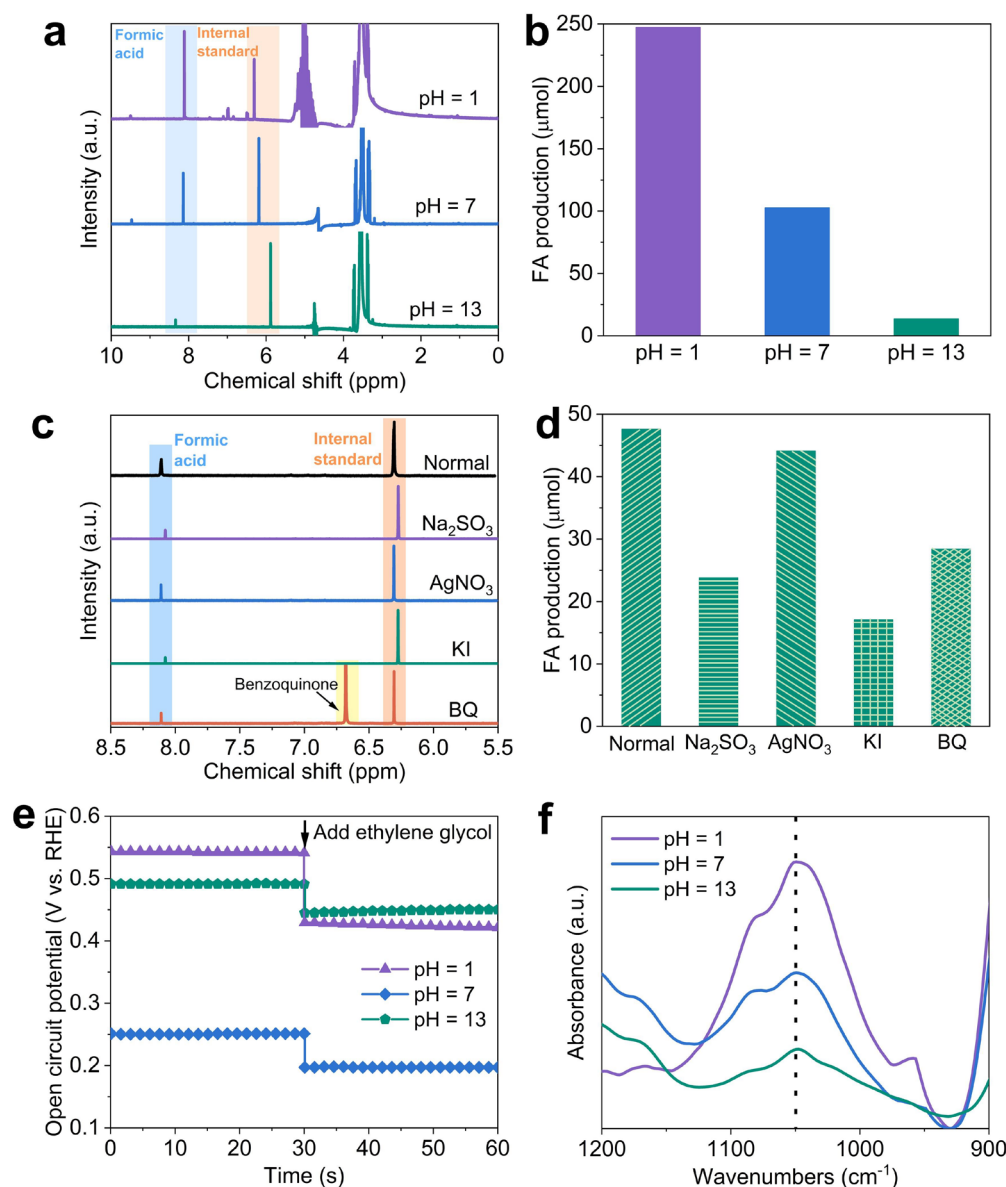 a
Formic
acid
Internal
standard
pH = 1
pH = 7
pH = 13
Intensity (a.u.)
10 8 6 4 2 0
Chemical shift (ppm)
b
250
200
150
100
50
0
FA production (μmol)
pH = 1 pH = 7 pH = 13
c
Formic
acid
Internal
standard
Normal
Na₂SO₃
AgNO₃
KI
Benzoquinone
BQ
Intensity (a.u.)
8.5 8.0 7.5 7.0 6.5 6.0 5.5
Chemical shift (ppm)
d
50
40
30
20
10
0
FA production (μmol)
Normal Na₂SO₃ AgNO₃ KI BQ
e
0.6
0.5
0.4
0.3
0.2
0.1
Open circuit potential (V vs. RHE)
Add ethylene glycol
pH = 1
pH = 7
pH = 13
0 10 20 30 40 50 60
Time (s)
f
pH = 1
pH = 7
pH = 13
Absorbance (a.u.)
1200 1100 1000 900
Wavenumbers (cm⁻¹)